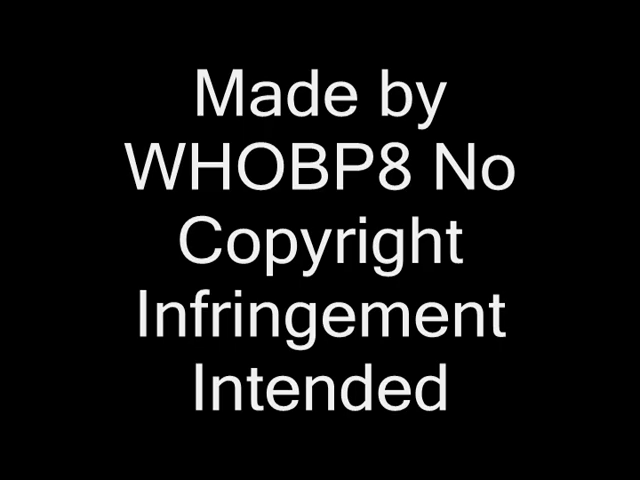 Made by
WHOBP8 No
Copyright
Infringement
Intended